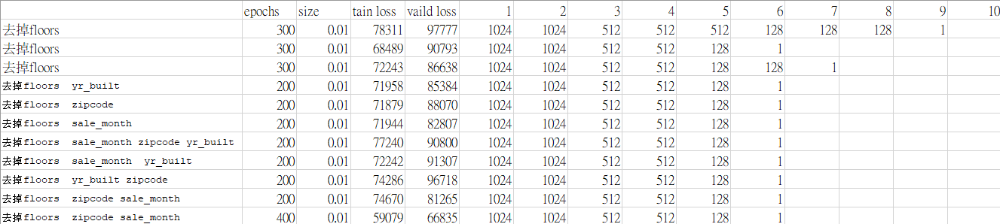 epochs size tain loss vaild loss 1 2 3 4 5 6 7 8 9 10
去掉floors 300 0.01 78311 97777 1024 1024 512 512 512 128 128 128 1
去掉floors 300 0.01 68489 90793 1024 1024 512 512 128 1
去掉floors 300 0.01 72243 86638 1024 1024 512 512 128 128 1
去掉floors yr_built 200 0.01 71958 85384 1024 1024 512 512 128 1
去掉floors zipcode 200 0.01 71879 88070 1024 1024 512 512 128 1
去掉floors sale_month 200 0.01 71944 82807 1024 1024 512 512 128 1
去掉floors sale_month zipcode yr_built 200 0.01 77240 90800 1024 1024 512 512 128 1
去掉floors sale_month yr_built 200 0.01 72242 91307 1024 1024 512 512 128 1
去掉floors yr_built zipcode 200 0.01 74286 96718 1024 1024 512 512 128 1
去掉floors zipcode sale_month 200 0.01 74670 81265 1024 1024 512 512 128 1
去掉floors zipcode sale_month 400 0.01 59079 66835 1024 1024 512 512 128 1